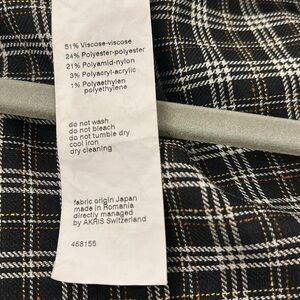 51% Viscose-viscose
24% Polyester-polyester
21% Polyamid-nylon
3% Polyacryl-acrylic
1% Polyaethylen
polyethylene
do not wash
do not bleach
do not tumble dry
cool iron
dry cleaning
fabric origin Japan
made in Romania
directly managed
by AKRIS Switzerland
468155